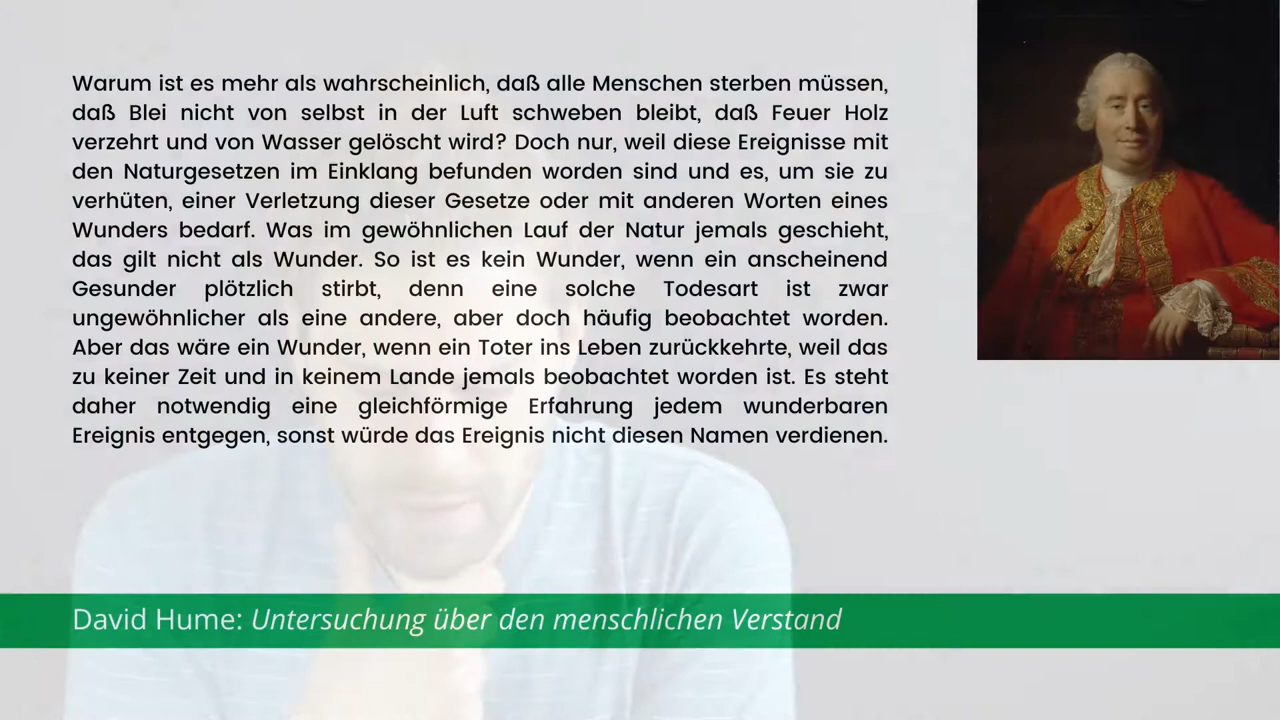 Warum ist es mehr als wahrscheinlich, daß alle Menschen sterben müssen,
daß Blei nicht von selbst in der Luft schweben bleibt, daß Feuer Holz
verzehrt und von Wasser gelöscht wird? Doch nur, weil diese Ereignisse mit
den Naturgesetzen im Einklang befunden worden sind und es, um sie zu
verhüten, einer Verletzung dieser Gesetze oder mit anderen Worten eines
Wunders bedarf. Was im gewöhnlichen Lauf der Natur jemals geschieht,
das gilt nicht als Wunder. So ist es kein Wunder, wenn ein anscheinend
Gesunder plötzlich stirbt, denn eine solche Todesart ist zwar
ungewöhnlicher als eine andere, aber doch häufig beobachtet worden.
Aber das wäre ein Wunder, wenn ein Toter ins Leben zurückkehrte, weil das
zu keiner Zeit und in keinem Lande jemals beobachtet worden ist. Es steht
daher notwendig eine gleichförmige Erfahrung jedem wunderbaren
Ereignis entgegen, sonst würde das Ereignis nicht diesen Namen verdienen.
David Hume: Untersuchung über den menschlichen Verstand